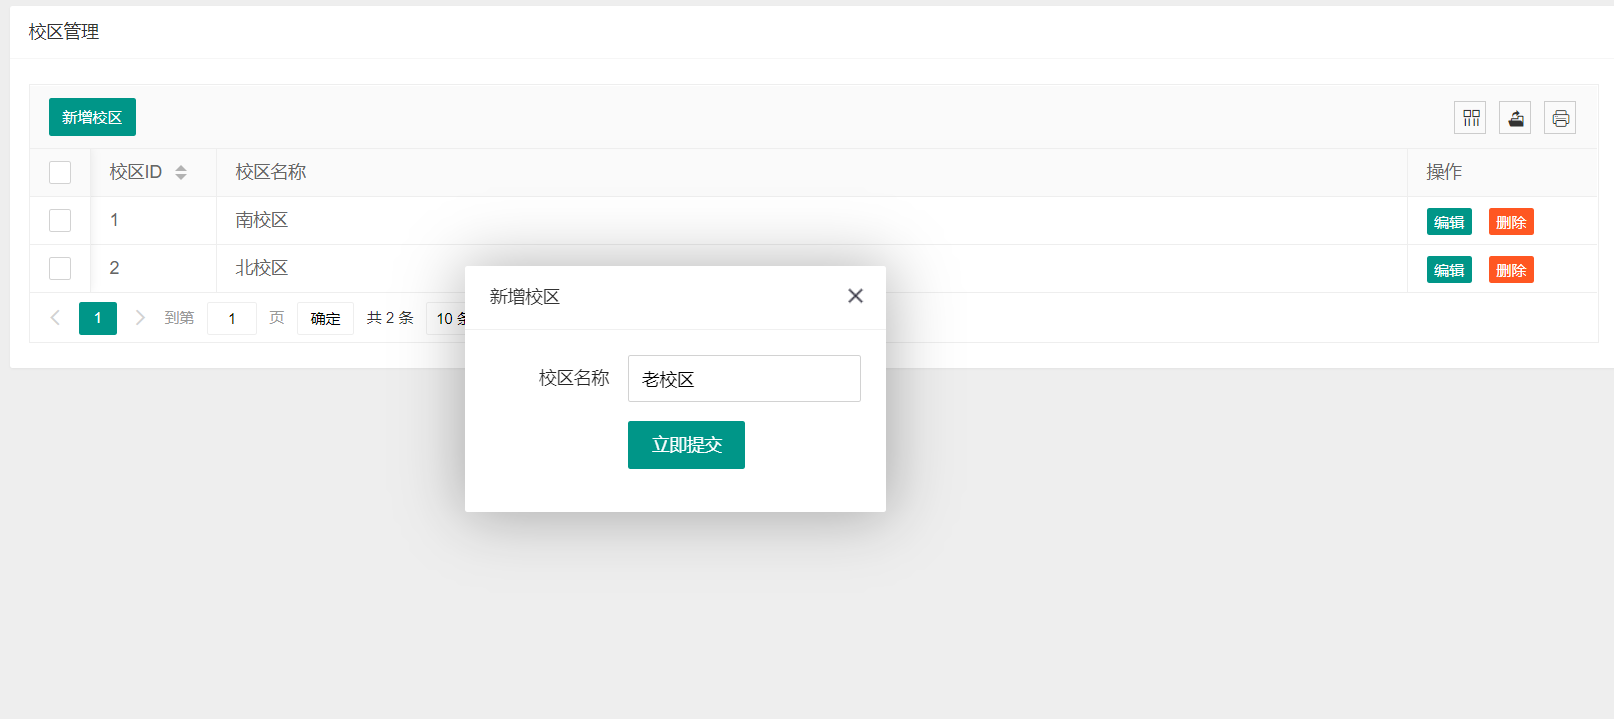 校区管理
新增校区
校区ID 校区名称 操作
1 南校区 编辑 删除
2 北校区 编辑 删除
1 到第 1 页 确定 共 2 条 10
新增校区
校区名称 老校区
立即提交